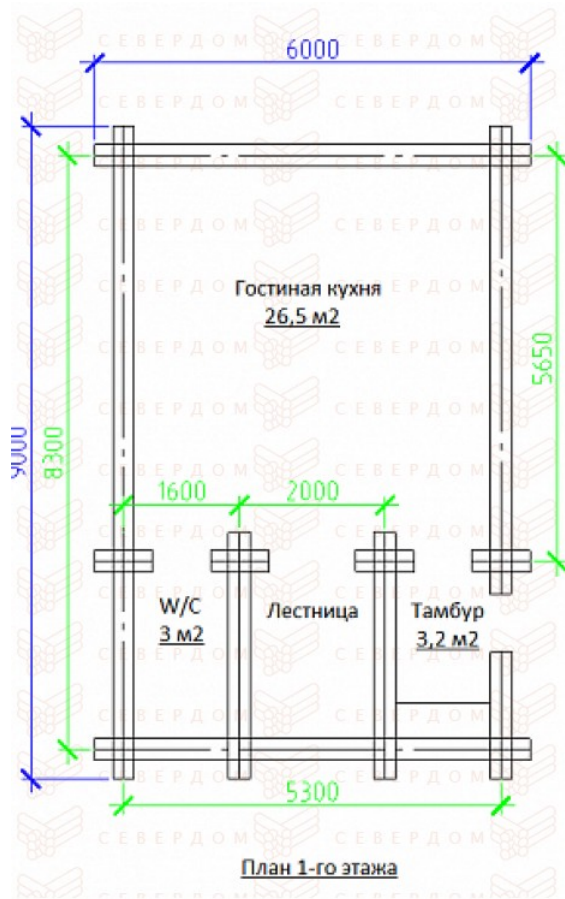 6000
Гостиная кухня
26,5 м2
5650
9000
8300
1600
2000
W/C
3 м2
Лестница
Тамбур
3,2 м2
5300
План 1-го этажа
СЕВЕРДОМ